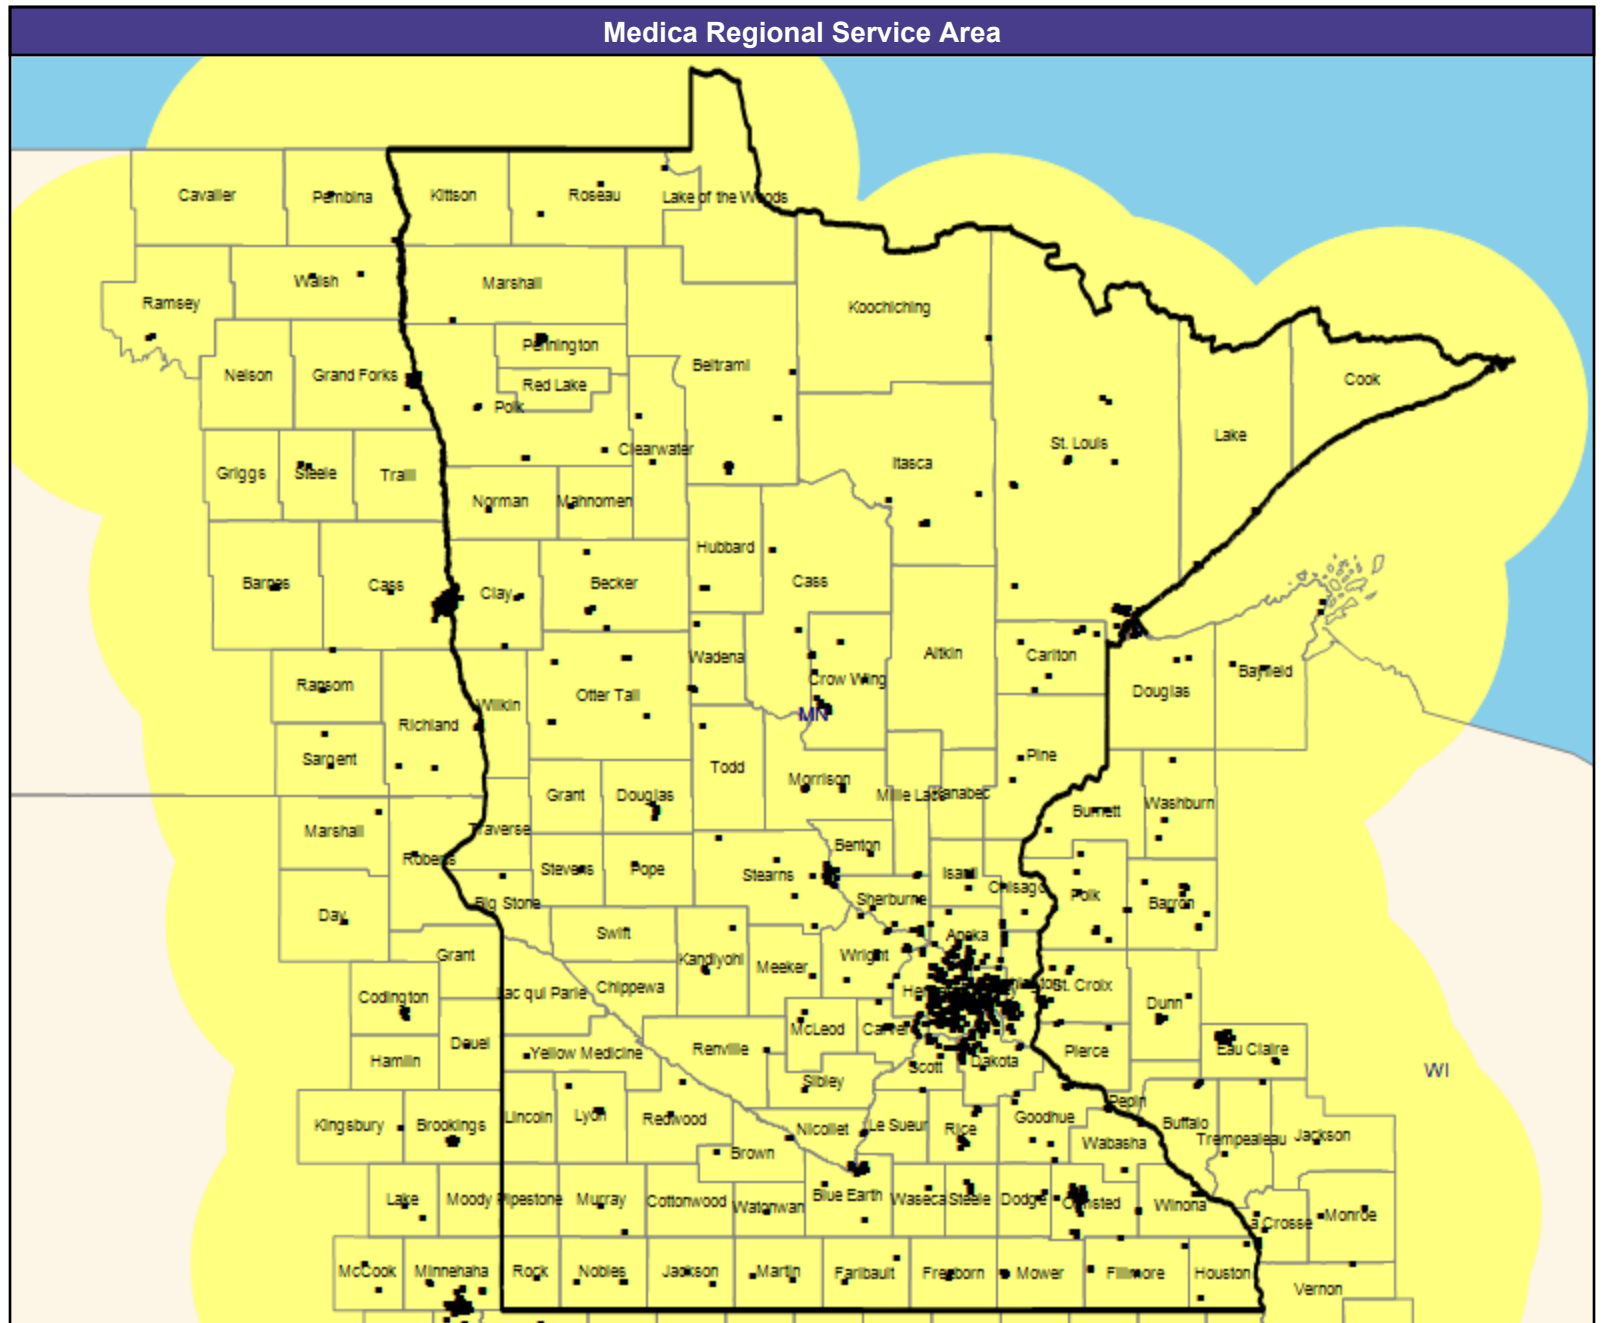 Medica Regional Service Area
Cavalier Pembina Kittson Roseau Lake of the Woods
Ramsey Walsh Marshall Koochiching
Nelson Grand Forks Pennington Beltrami Cook
Red Lake
Polk
Griggs Steele Traill Clearwater Itasca St. Louis Lake
Norman Mahnomen
Barnes Cass Clay Becker Hubbard Cass
Ransom Richland Wilkin Otter Tail Wadena Crow Wing Aitkin Carlton Douglas Bayfield
MN
Sargent Todd Pine
Grant Douglas Morrison Mille Lacs Kanabec Burnett Washburn
Marshall Roberts Traverse Benton
Stevens Pope Stearns Isanti Chisago Polk Barron
Day Big Stone Sherburne
Grant Swift Kandiyohi Meeker Wright Anoka
Codington Lac qui Parle Chippewa St. Croix Dunn
Hamlin Deuel Yellow Medicine Renville McLeod Carver Scott Dakota Pierce Eau Claire
WI
Sibley
Kingsbury Brookings Lincoln Lyon Redwood Nicollet Le Sueur Rice Goodhue Pepin Buffalo
Brown Wabasha Trempealeau Jackson
Lake Moody Pipestone Murray Cottonwood Watonwan Blue Earth Waseca Steele Dodge Olmsted Winona
La Crosse Monroe
McCook Minnehaha Rock Nobles Jackson Martin Faribault Freeborn Mower Fillmore Houston Vernon